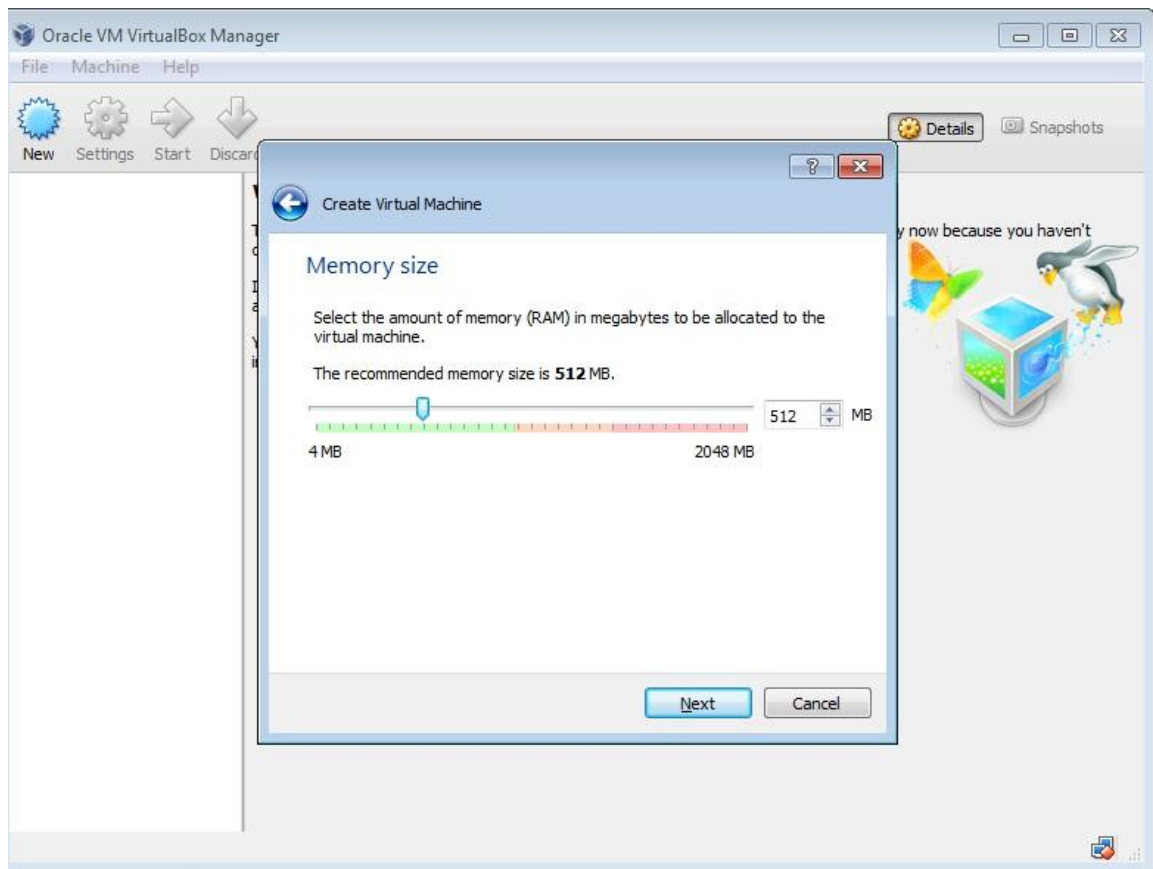 Oracle VM VirtualBox Manager
File Machine Help
New Settings Start
Details
Snapshots
Create Virtual Machine
y now because you haven't
Memory size
Select the amount of memory (RAM) in megabytes to be allocated to the
virtual machine.
The recommended memory size is 512 MB.
512 MB
4 MB 2048 MB
Next Cancel